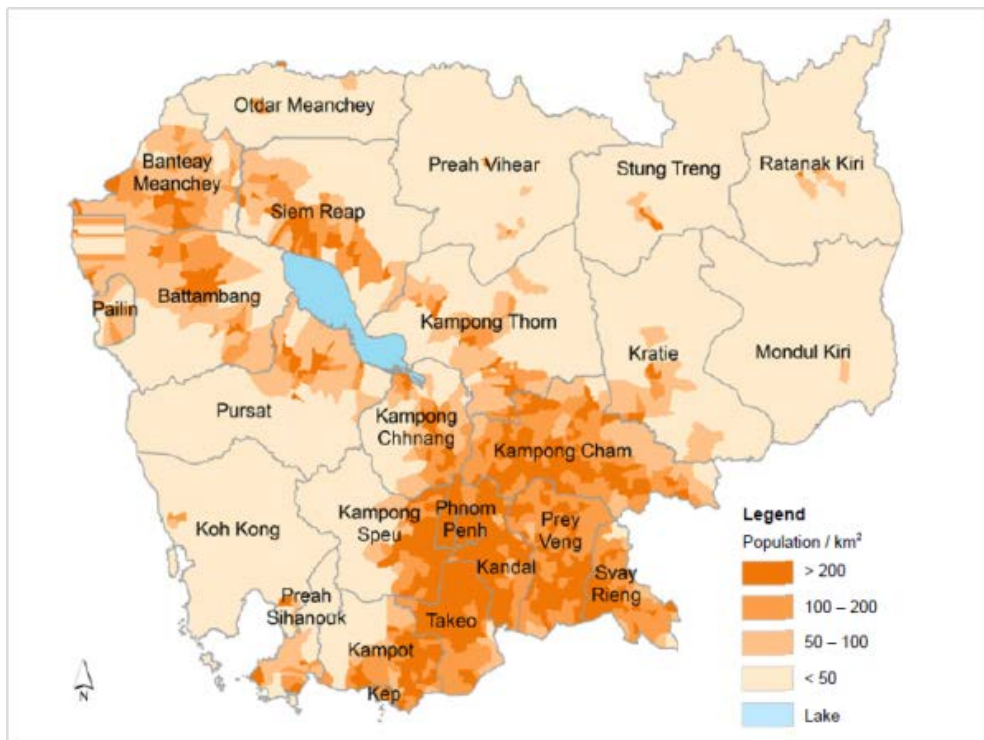 Otdar Meanchey
Banteay
Meanchey
Preah Vihear
Stung Treng
Ratanak Kiri
Siem Reap
Battambang
Pailin
Kampong Thom
Kratie
Mondul Kiri
Pursat
Kampong
Chhnang
Kampong Cham
Koh Kong
Kampong
Speu
Phnom
Penh
Prey
Veng
Kandal
Svay
Rieng
Preah
Sihanouk
Takeo
Kampot
Kep
N
Legend
Population / km²
> 200
100 – 200
50 – 100
< 50
Lake